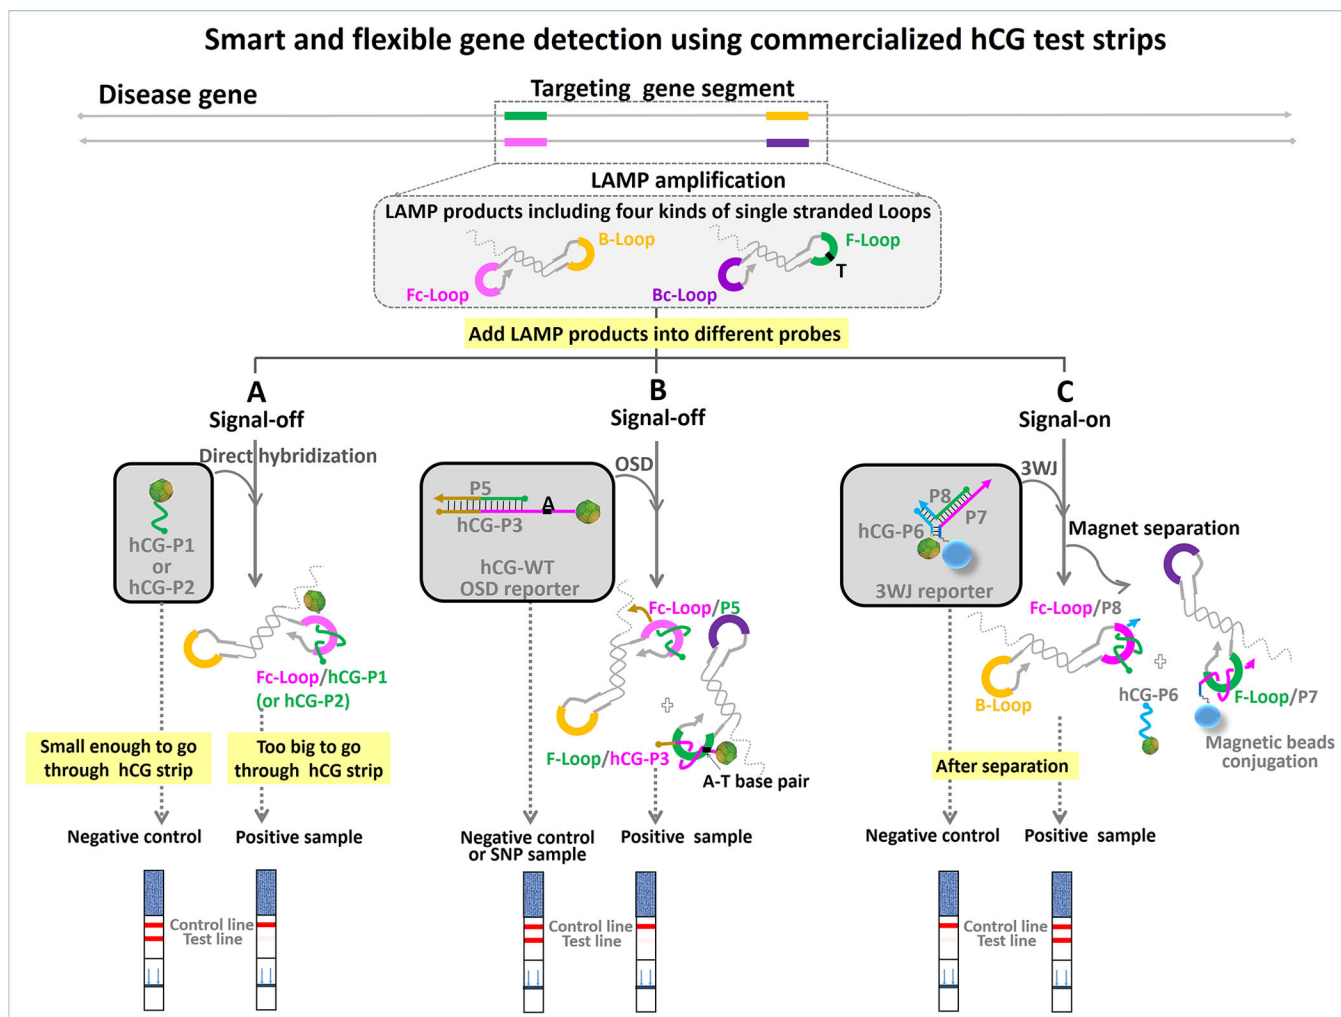 Smart and flexible gene detection using commercialized hCG test strips
Disease gene
Targeting gene segment
LAMP amplification
LAMP products including four kinds of single stranded Loops
B-Loop
F-Loop
T
Fc-Loop
Bc-Loop
Add LAMP products into different probes
A
Signal-off
Direct hybridization
hCG-P1
or
hCG-P2
Fc-Loop/hCG-P1
(or hCG-P2)
Small enough to go
through hCG strip
Too big to go
through hCG strip
Negative control
Positive sample
Control line
Test line
B
Signal-off
OSD
P5
A
hCG-P3
hCG-WT
OSD reporter
Fc-Loop/P5
F-Loop/hCG-P3
A-T base pair
Negative control
or SNP sample
Positive sample
Control line
Test line
C
Signal-on
3WJ
P8
P7
hCG-P6
3WJ reporter
Magnet separation
Fc-Loop/P8
B-Loop
hCG-P6
F-Loop/P7
Magnetic beads
conjugation
After separation
Negative control
Positive sample
Control line
Test line